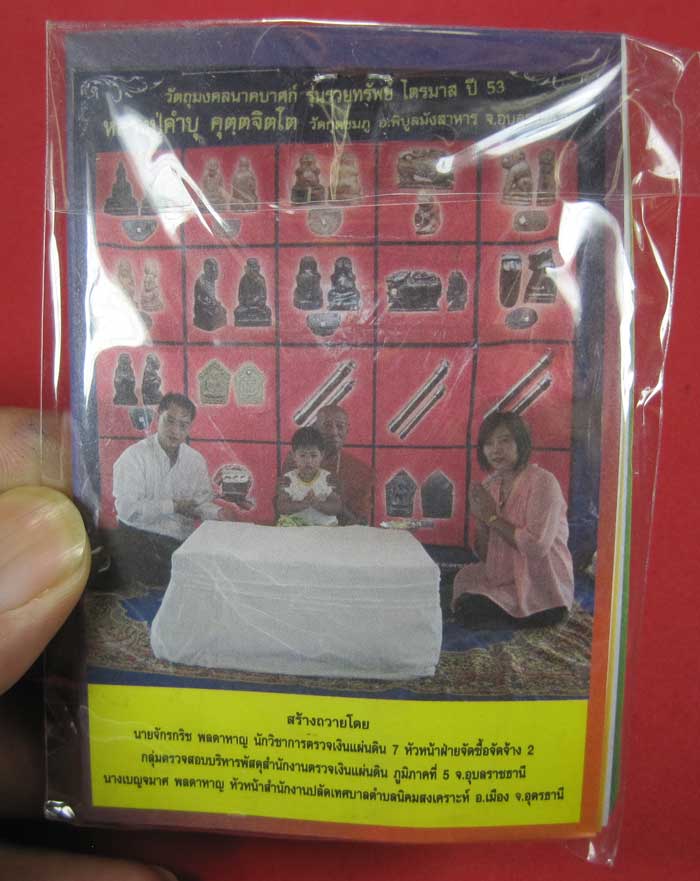 วัตถุมงคลนาคบาศก์ รุ่นรวยทรัพย์ ไตรมาส ปี 53
หลวงปู่คำบุ คุตฺตจิตฺโต วัดกุดชมภู อ.พิบูลมังสาหาร จ.อุบลราชธานี
สร้างถวายโดย
นายจักรกริช พลดาหาญ นักวิชาการตรวจเงินแผ่นดิน 7 หัวหน้าฝ่ายจัดซื้อจัดจ้าง 2
กลุ่มตรวจสอบบริหารพัสดุสำนักงานตรวจเงินแผ่นดิน ภูมิภาคที่ 5 จ.อุบลราชธานี
นางเบญจมาศ พลดาหาญ หัวหน้าสำนักงานปลัดเทศบาลตำบลนิคมสงเคราะห์ อ.เมือง จ.อุดรธานี